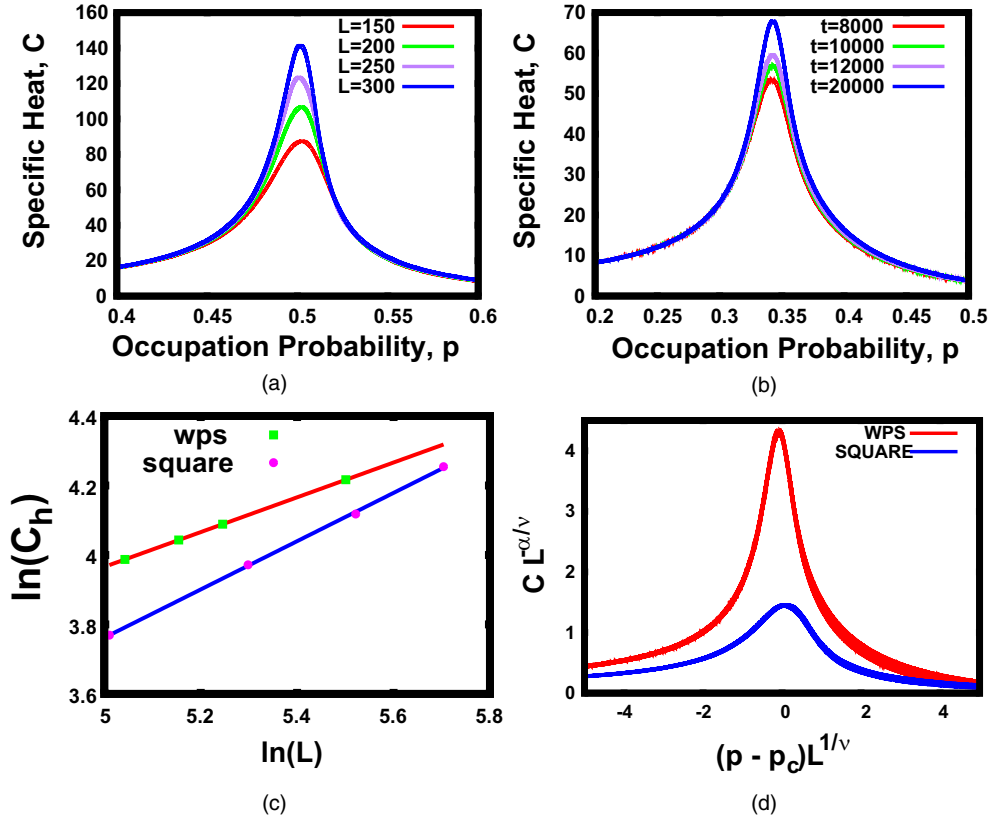 Specific Heat, C
160
140
120
100
80
60
40
20
0
L=150
L=200
L=250
L=300
0.4
0.45
0.5
0.55
0.6
Occupation Probability, p
(a)
Specific Heat, C
70
60
50
40
30
20
10
0
t=8000
t=10000
t=12000
t=20000
0.2
0.25
0.3
0.35
0.4
0.45
0.5
Occupation Probability, p
(b)
ln(C_h)
4.4
4.2
4
3.8
3.6
wps
square
5
5.2
5.4
5.6
5.8
ln(L)
(c)
C L^{-α/ν}
4
3
2
1
0
WPS
SQUARE
-4
-2
0
2
4
(p - p_c)L^{1/ν}
(d)